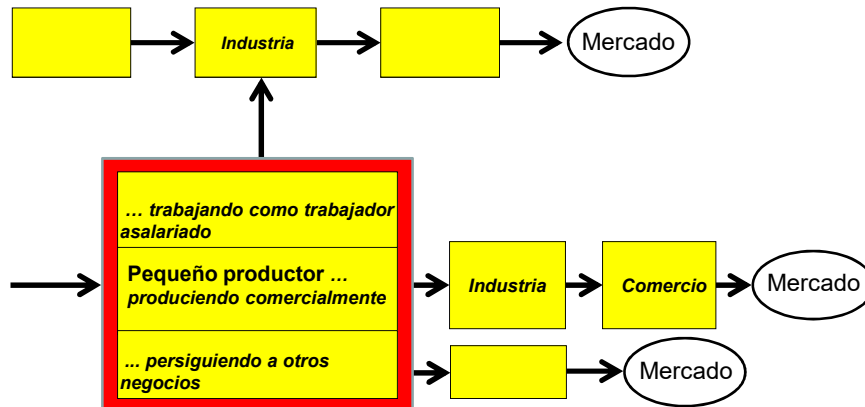 Industria
Mercado
… trabajando como trabajador
asalariado
Pequeño productor …
produciendo comercialmente
Industria
Comercio
Mercado
... persiguiendo a otros
negocios
Mercado